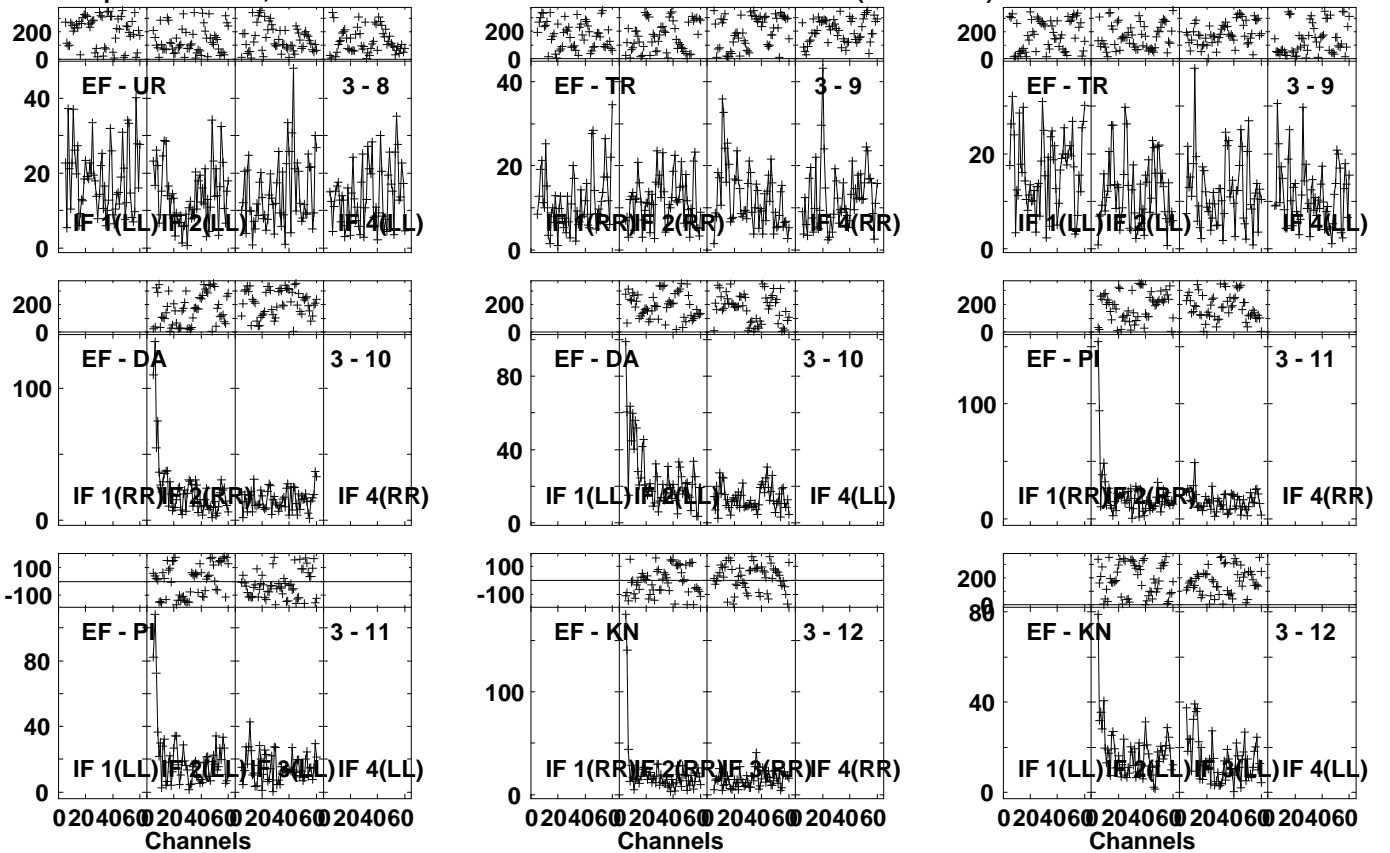 200
0
EF - UR
3 - 8
40
20
0
IF 1(LL)
IF 2(LL)
IF 4(LL)
200
0
EF - TR
3 - 9
40
20
0
IF 1(RR)
IF 2(RR)
IF 4(RR)
200
0
EF - TR
3 - 9
20
0
IF 1(LL)
IF 2(LL)
IF 4(LL)
200
0
EF - DA
3 - 10
100
0
IF 1(RR)
IF 2(RR)
IF 4(RR)
200
0
EF - DA
3 - 10
80
40
0
IF 1(LL)
IF 2(LL)
IF 4(LL)
200
0
EF - PI
3 - 11
100
0
IF 1(RR)
IF 2(RR)
IF 4(RR)
100
-100
EF - PI
3 - 11
80
40
0
IF 1(LL)
IF 2(LL)
IF 3(LL)
IF 4(LL)
0 20 40 60 0 20 40 60 0 20 40 60 0 20 40 60
Channels
100
-100
EF - KN
3 - 12
100
0
IF 1(RR)
IF 2(RR)
IF 3(RR)
IF 4(RR)
0 20 40 60 0 20 40 60 0 20 40 60 0 20 40 60
Channels
200
0
EF - KN
3 - 12
80
40
0
IF 1(LL)
IF 2(LL)
IF 3(LL)
IF 4(LL)
0 20 40 60 0 20 40 60 0 20 40 60 0 20 40 60
Channels